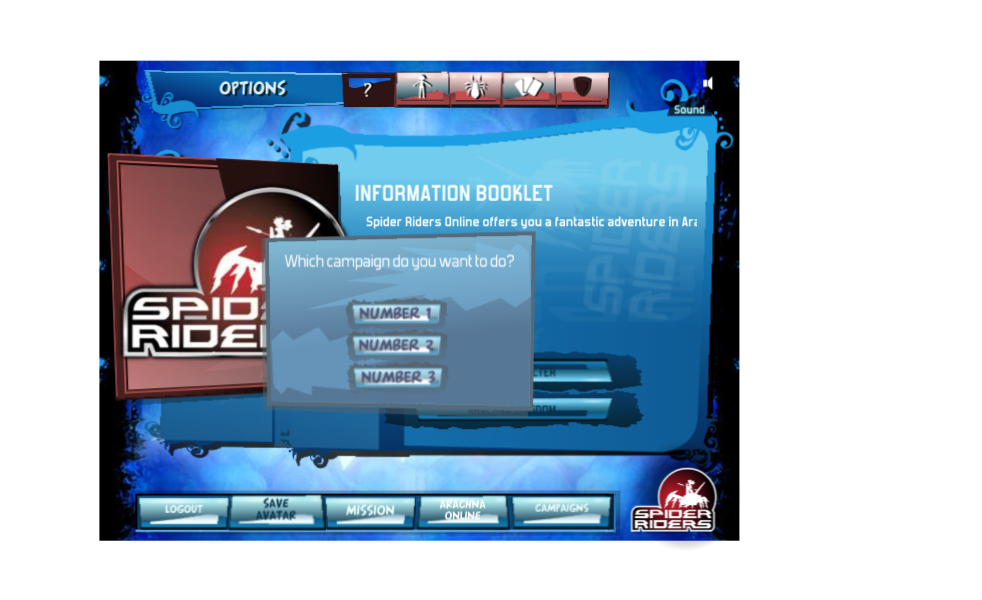 OPTIONS
?
Sound
INFORMATION BOOKLET
Spider Riders Online offers you a fantastic adventure in
SPIDER
RIDERS
Which campaign do you want to do?
NUMBER 1
NUMBER 2
NUMBER 3
LOGOUT
SAVE
AVATAR
MISSION
ARACHNA
ONLINE
CAMPAIGNS
SPIDER
RIDERS